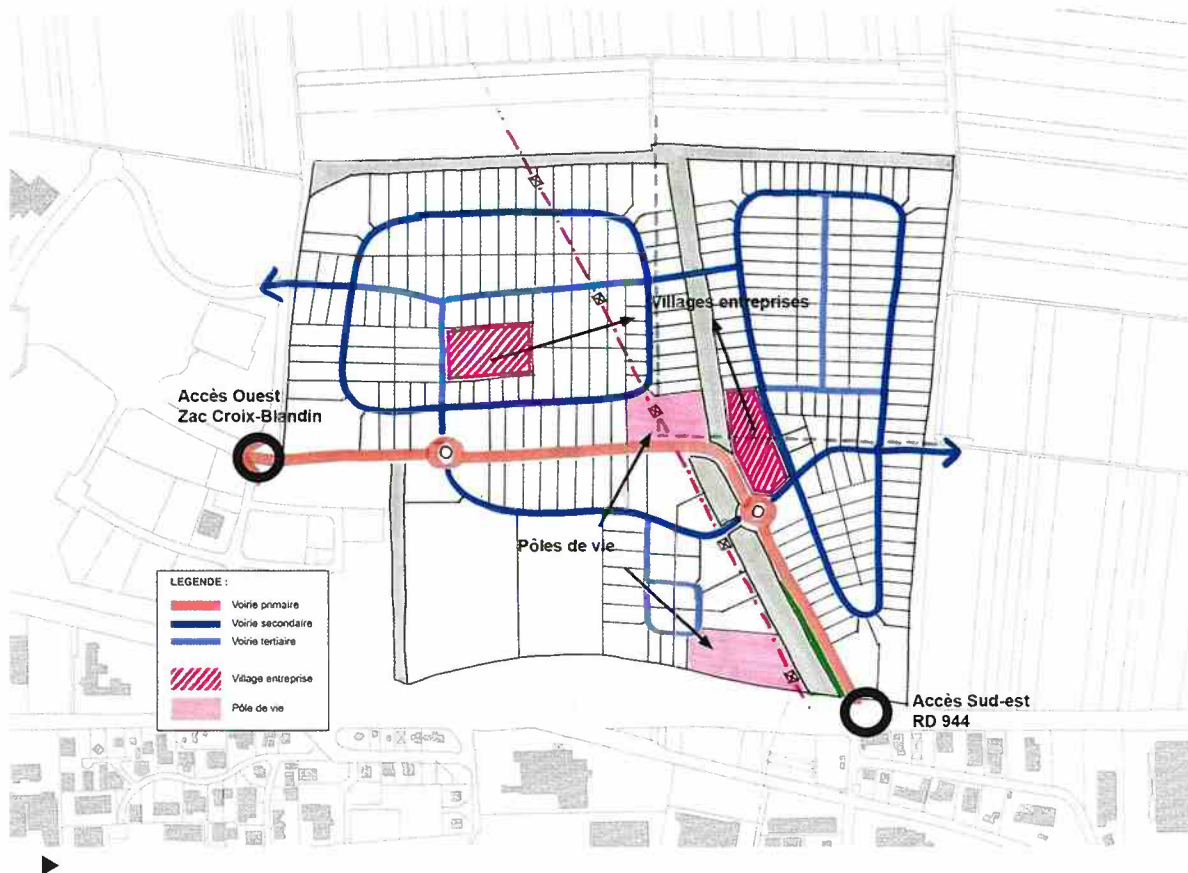 Villages entreprises
Accès Ouest
Zac Croix-Blandin
Pôles de vie
LEGENDE :
Voirie primaire
Voirie secondaire
Voirie tertiaire
Village entreprise
Pôle de vie
Accès Sud-est
RD 944